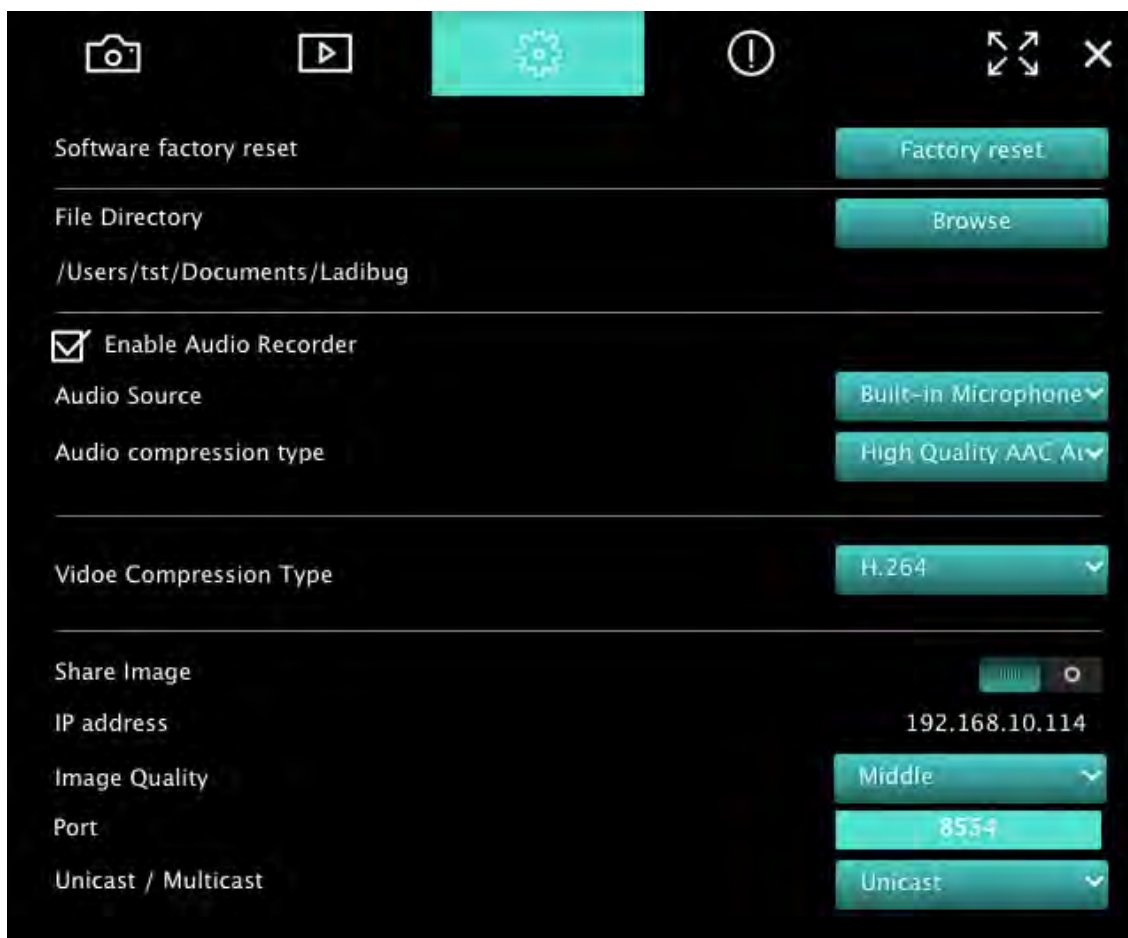 Software factory reset
Factory reset
File Directory
Browse
/Users/tst/Documents/Ladibug
Enable Audio Recorder
Audio Source
Built-in Microphone
Audio compression type
High Quality AAC
Vidoe Compression Type
H.264
Share Image
IP address
192.168.10.114
Image Quality
Middle
Port
8554
Unicast / Multicast
Unicast